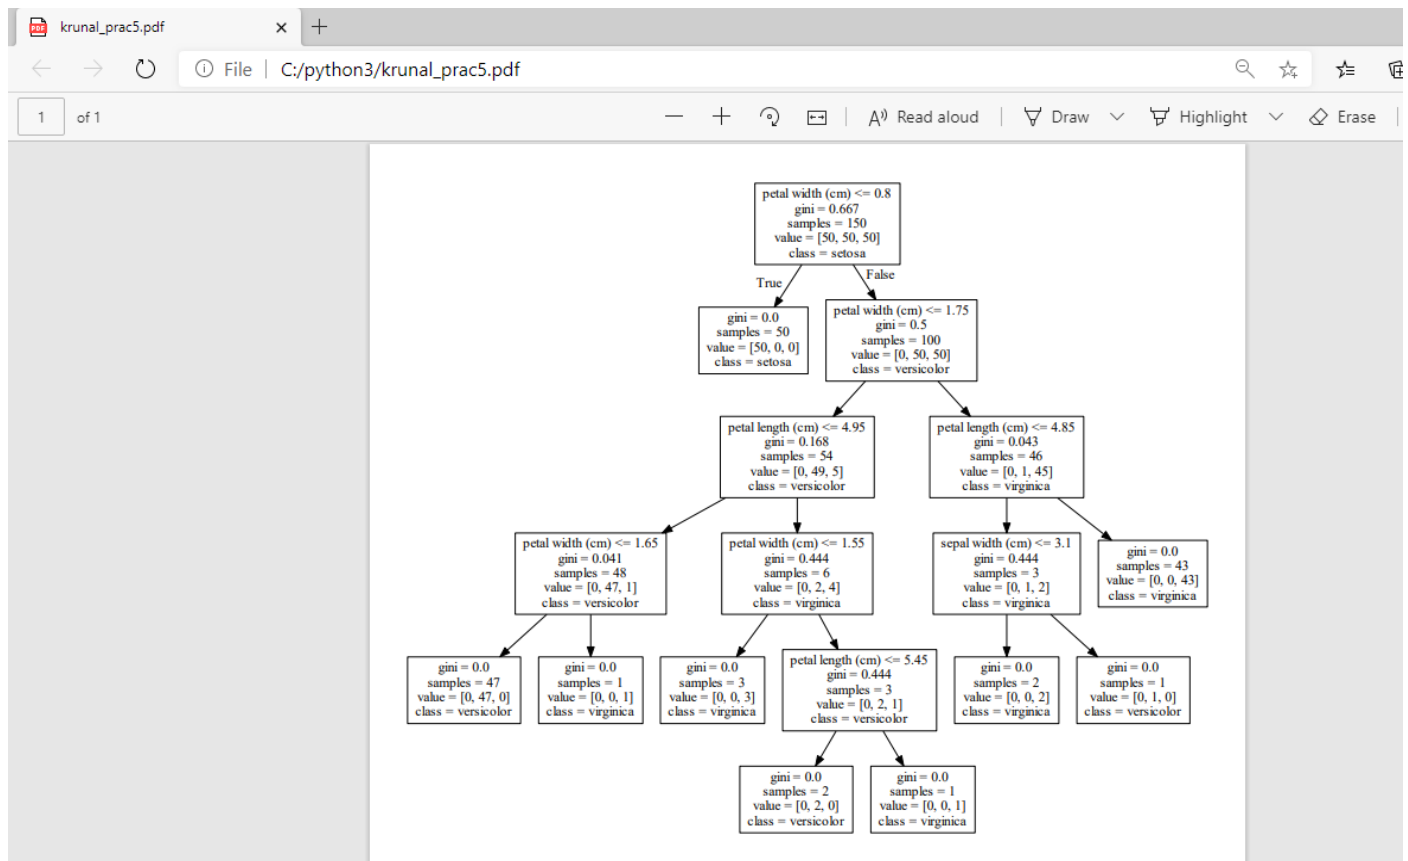 krunal_prac5.pdf
File
C:/python3/krunal_prac5.pdf
1 of 1
Read aloud
Draw
Highlight
Erase
petal width (cm) <= 0.8
gini = 0.667
samples = 150
value = [50, 50, 50]
class = setosa
True
False
gini = 0.0
samples = 50
value = [50, 0, 0]
class = setosa
petal width (cm) <= 1.75
gini = 0.5
samples = 100
value = [0, 50, 50]
class = versicolor
petal length (cm) <= 4.95
gini = 0.168
samples = 54
value = [0, 49, 5]
class = versicolor
petal length (cm) <= 4.85
gini = 0.043
samples = 46
value = [0, 1, 45]
class = virginica
petal width (cm) <= 1.65
gini = 0.041
samples = 48
value = [0, 47, 1]
class = versicolor
petal width (cm) <= 1.55
gini = 0.444
samples = 6
value = [0, 2, 4]
class = virginica
sepal width (cm) <= 3.1
gini = 0.444
samples = 3
value = [0, 1, 2]
class = virginica
gini = 0.0
samples = 43
value = [0, 0, 43]
class = virginica
gini = 0.0
samples = 47
value = [0, 47, 0]
class = versicolor
gini = 0.0
samples = 1
value = [0, 0, 1]
class = virginica
gini = 0.0
samples = 3
value = [0, 0, 3]
class = virginica
petal length (cm) <= 5.45
gini = 0.444
samples = 3
value = [0, 2, 1]
class = versicolor
gini = 0.0
samples = 2
value = [0, 0, 2]
class = virginica
gini = 0.0
samples = 1
value = [0, 1, 0]
class = versicolor
gini = 0.0
samples = 2
value = [0, 2, 0]
class = versicolor
gini = 0.0
samples = 1
value = [0, 0, 1]
class = virginica